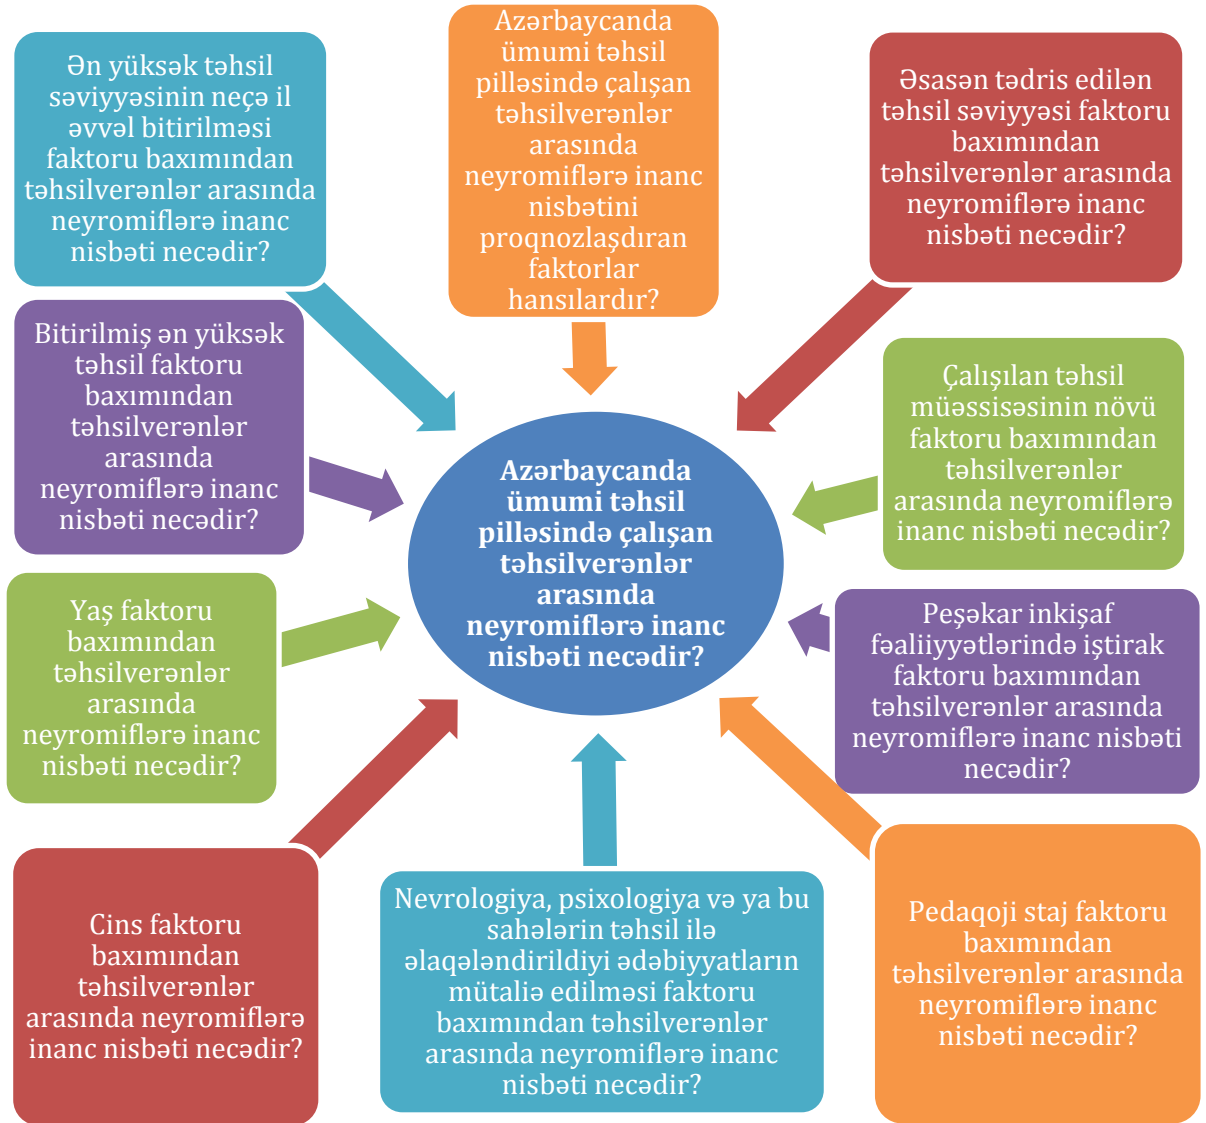 Ən yüksək təhsil
səviyyəsinin neçə il
əvvəl bitirilməsi
faktoru baxımından
təhsilverənlər arasında
neyromiflərə inanc
nisbəti necədir?
Azərbaycanda
ümumi təhsil
pilləsində çalışan
təhsilverənlər
arasında
neyromiflərə inanc
nisbətini
proqnozlaşdıran
faktorlar
hansılardır?
Əsasən tədris edilən
təhsil səviyyəsi faktoru
baxımından
təhsilverənlər arasında
neyromiflərə inanc
nisbəti necədir?
Bitirilmiş ən yüksək
təhsil faktoru
baxımından
təhsilverənlər
arasında
neyromiflərə inanc
nisbəti necədir?
Çalışılan təhsil
müəssisəsinin növü
faktoru baxımından
təhsilverənlər
arasında neyromiflərə
inanc nisbəti necədir?
Azərbaycanda
ümumi təhsil
pilləsində çalışan
təhsilverənlər
arasında
neyromiflərə inanc
nisbəti necədir?
Yaş faktoru
baxımından
təhsilverənlər
arasında
neyromiflərə inanc
nisbəti necədir?
Peşəkar inkişaf
fəaliiyyətlərində iştirak
faktoru baxımından
təhsilverənlər arasında
neyromiflərə inanc nisbəti
necədir?
Cins faktoru
baxımından
təhsilverənlər
arasında neyromiflərə
inanc nisbəti necədir?
Nevrologiya, psixologiya və ya bu
sahələrin təhsil ilə
əlaqələndirildiyi ədəbiyyatların
mütaliə edilməsi faktoru
baxımından təhsilverənlər
arasında neyromiflərə inanc
nisbəti necədir?
Pedaqoji staj faktoru
baxımından
təhsilverənlər arasında
neyromiflərə inanc
nisbəti necədir?